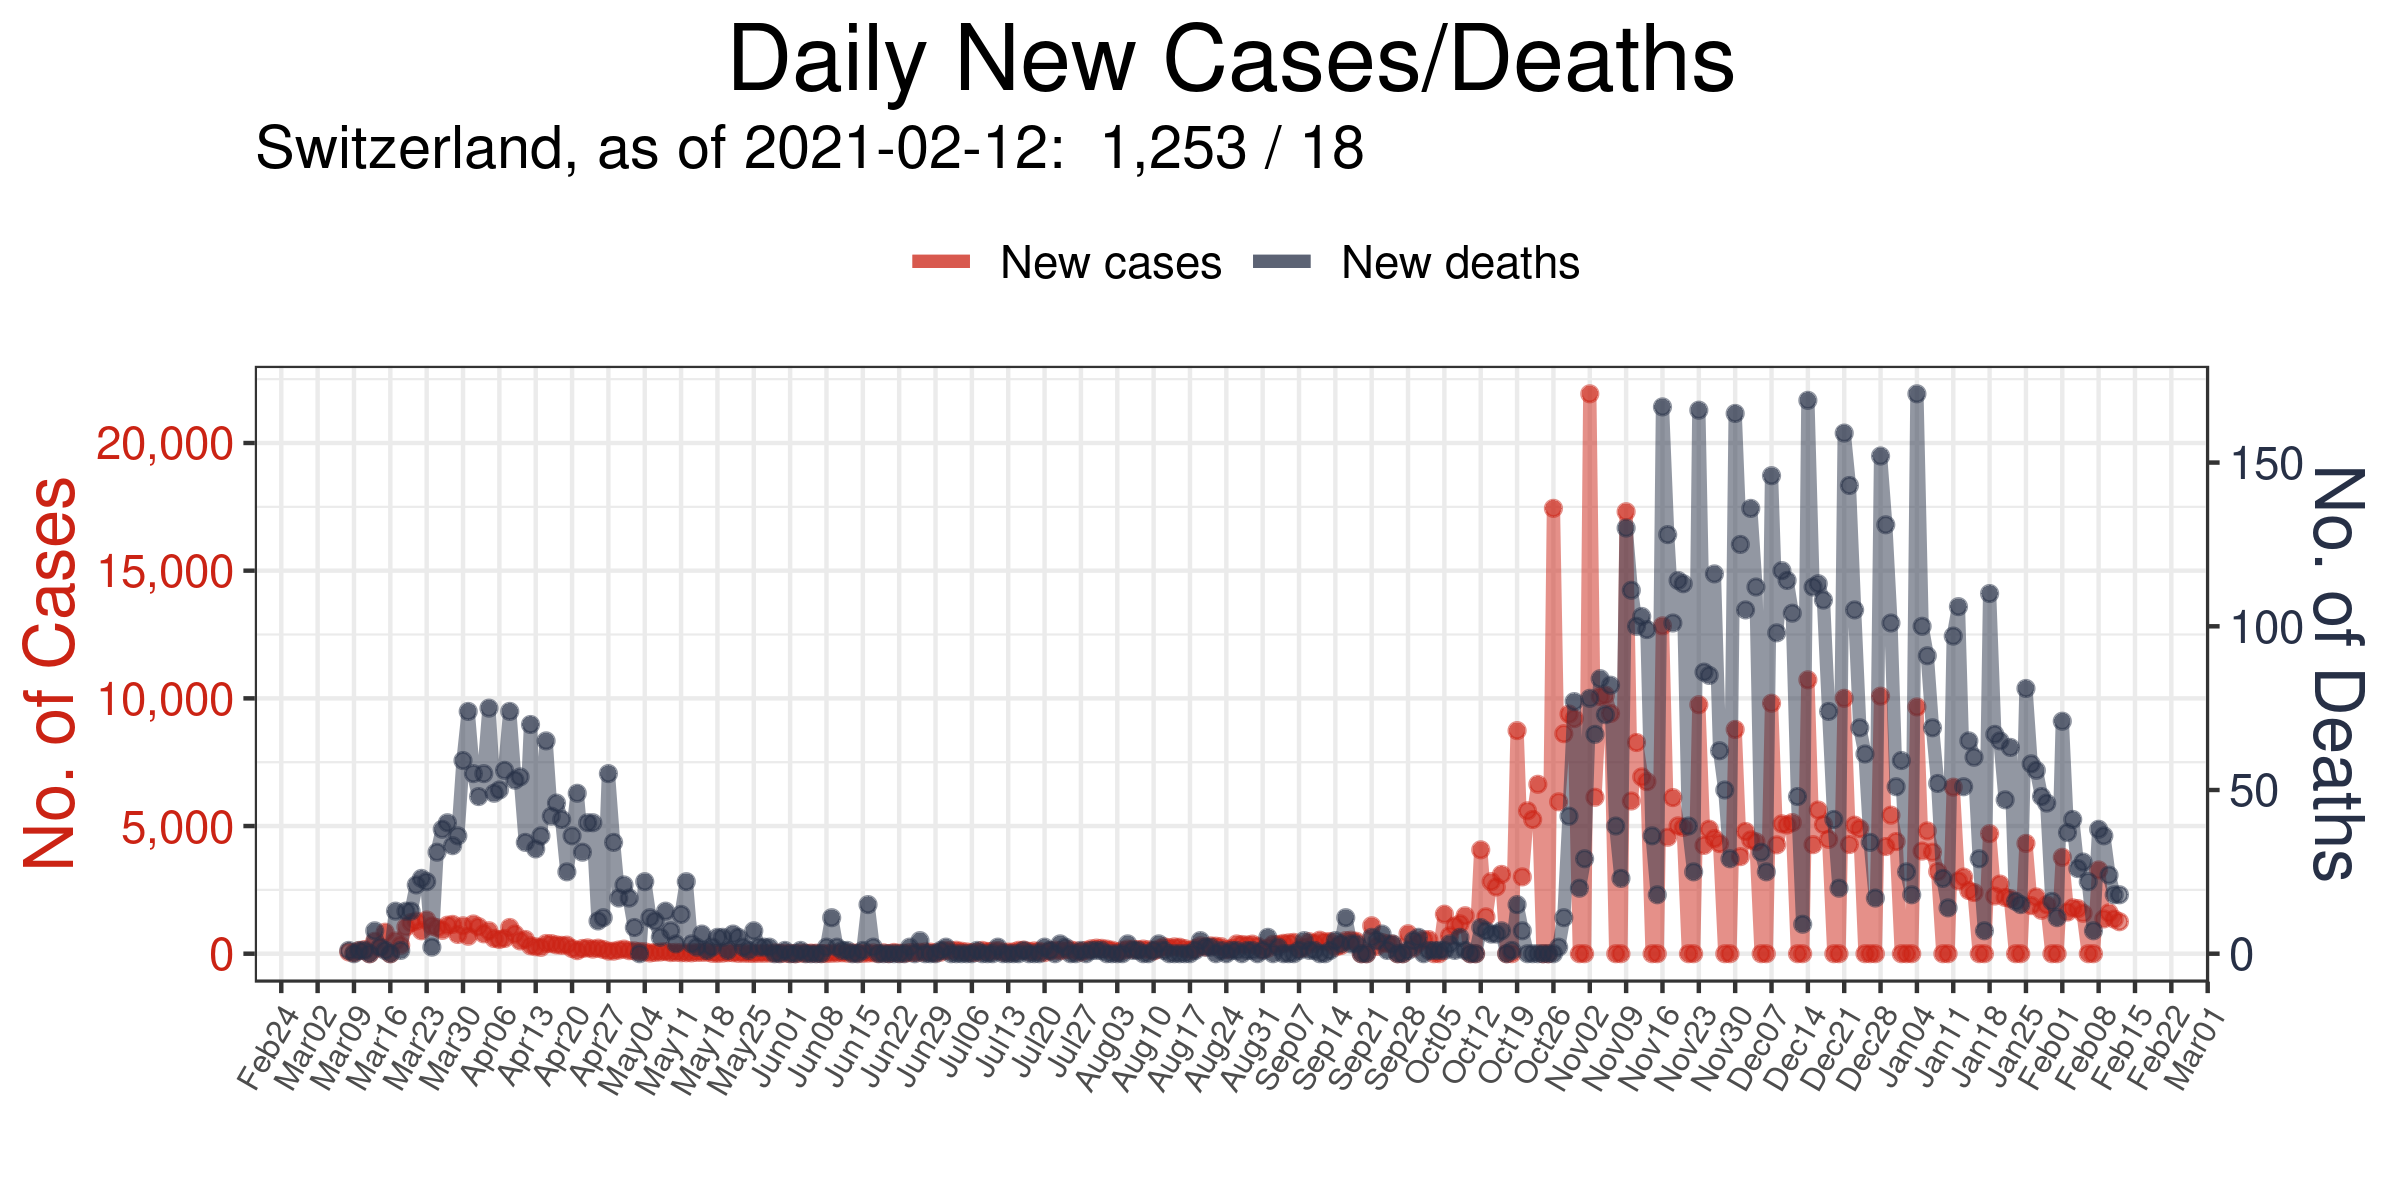 Daily New Cases/Deaths
Switzerland, as of 2021-02-12:  1,253 / 18
New cases New deaths
No. of Cases
20,000
15,000
10,000
5,000
0
150
100
50
0
No. of Deaths
Feb24 Mar02 Mar09 Mar16 Mar23 Mar30 Apr06 Apr13 Apr20 Apr27 May04 May11 May18 May25 Jun01 Jun08 Jun15 Jun22 Jun29 Jul06 Jul13 Jul20 Jul27 Aug03 Aug10 Aug17 Aug24 Aug31 Sep07 Sep14 Sep21 Sep28 Oct05 Oct12 Oct19 Oct26 Nov02 Nov09 Nov16 Nov23 Nov30 Dec07 Dec14 Dec21 Dec28 Jan04 Jan11 Jan18 Jan25 Feb01 Feb08 Feb15 Feb22 Mar01